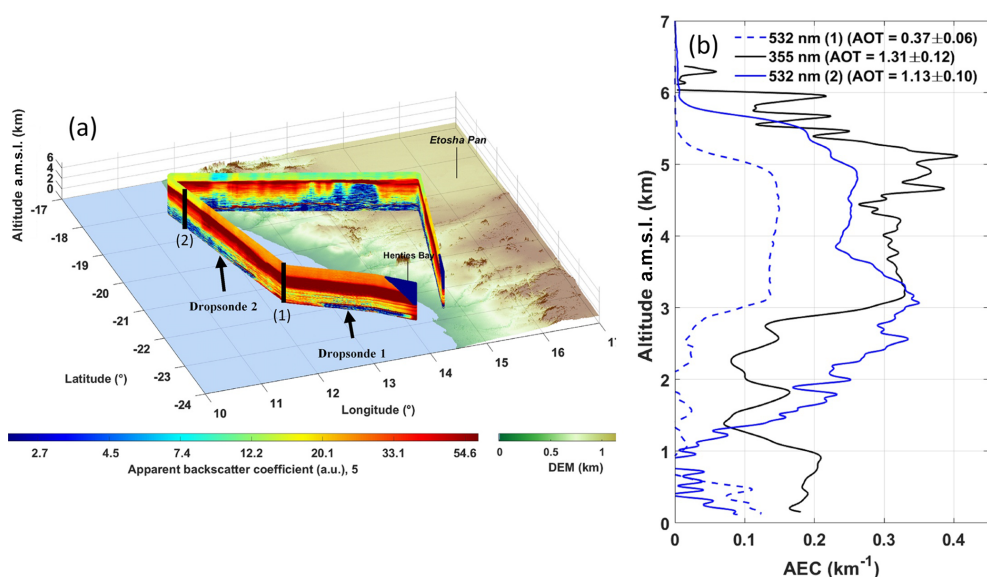 (a)
Etosha Pan
Altitude a.m.s.l. (km)
6
4
2
0
-17
-18
-19
-20
-21
-22
-23
-24
(2)
(1)
Henties Bay
Dropsonde 2
Dropsonde 1
Latitude (°)
10
11
12
13
14
15
16
Longitude (°)
2.7 4.5 7.4 12.2 20.1 33.1 54.6
Apparent backscatter coefficient (a.u.), 5
0 0.5 1
DEM (km)
(b)
532 nm (1) (AOT = 0.37±0.06)
355 nm (AOT = 1.31±0.12)
532 nm (2) (AOT = 1.13±0.10)
Altitude a.m.s.l. (km)
7
6
5
4
3
2
1
0
0 0.1 0.2 0.3 0.4
AEC (km⁻¹)